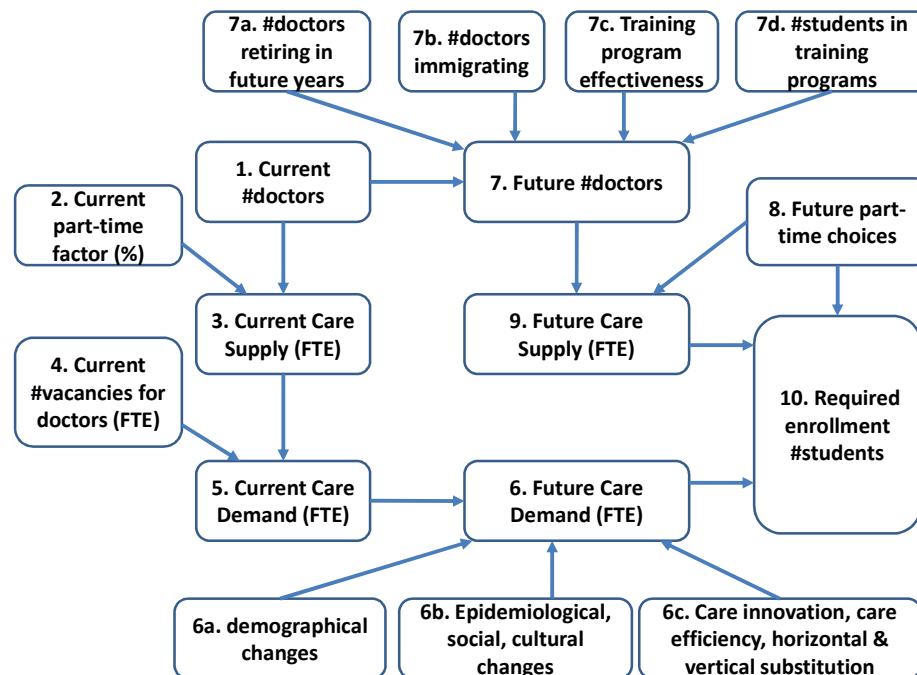 7a. #doctors
retiring in
future years
7b. #doctors
immigrating
7c. Training
program
effectiveness
7d. #students in
training
programs
1. Current
#doctors
7. Future #doctors
2. Current
part-time
factor (%)
8. Future part-
time choices
3. Current Care
Supply (FTE)
9. Future Care
Supply (FTE)
4. Current
#vacancies for
doctors (FTE)
10. Required
enrollment
#students
5. Current Care
Demand (FTE)
6. Future Care
Demand (FTE)
6a. demographical
changes
6b. Epidemiological,
social, cultural
changes
6c. Care innovation, care
efficiency, horizontal &
vertical substitution